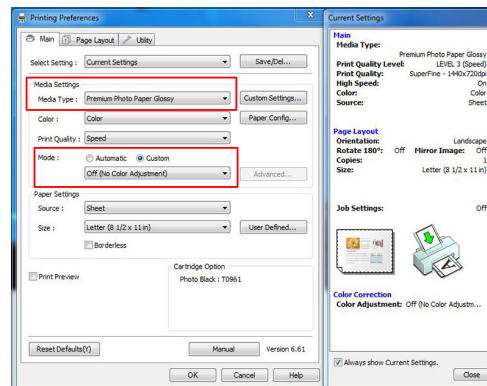 Printing Preferences
Main
Page Layout
Utility
Select Setting :
Current Settings
Save/Del...
Media Settings
Media Type :
Premium Photo Paper Glossy
Custom Settings...
Color :
Color
Paper Config...
Print Quality :
Speed
Mode :
Automatic
Custom
Off (No Color Adjustment)
Advanced...
Paper Settings
Source :
Sheet
Size :
Letter (8 1/2 x 11 in)
User Defined...
Borderless
Print Preview
Cartridge Option
Photo Black : T0961
Reset Defaults(Y)
Manual
Version 6.61
OK
Cancel
Help
Current Settings
Main
Media Type:
Premium Photo Paper Glossy
Print Quality Level: LEVEL 3 (Speed)
Print Quality: SuperFine - 1440x720dpi
High Speed: On
Color: Color
Source: Sheet
Page Layout
Orientation: Landscape
Rotate 180°: Off Mirror Image: Off
Copies: 1
Size: Letter (8 1/2 x 11 in)
Job Settings: Off
Color Correction
Color Adjustment: Off (No Color Adjustm...
Always show Current Settings.
Close